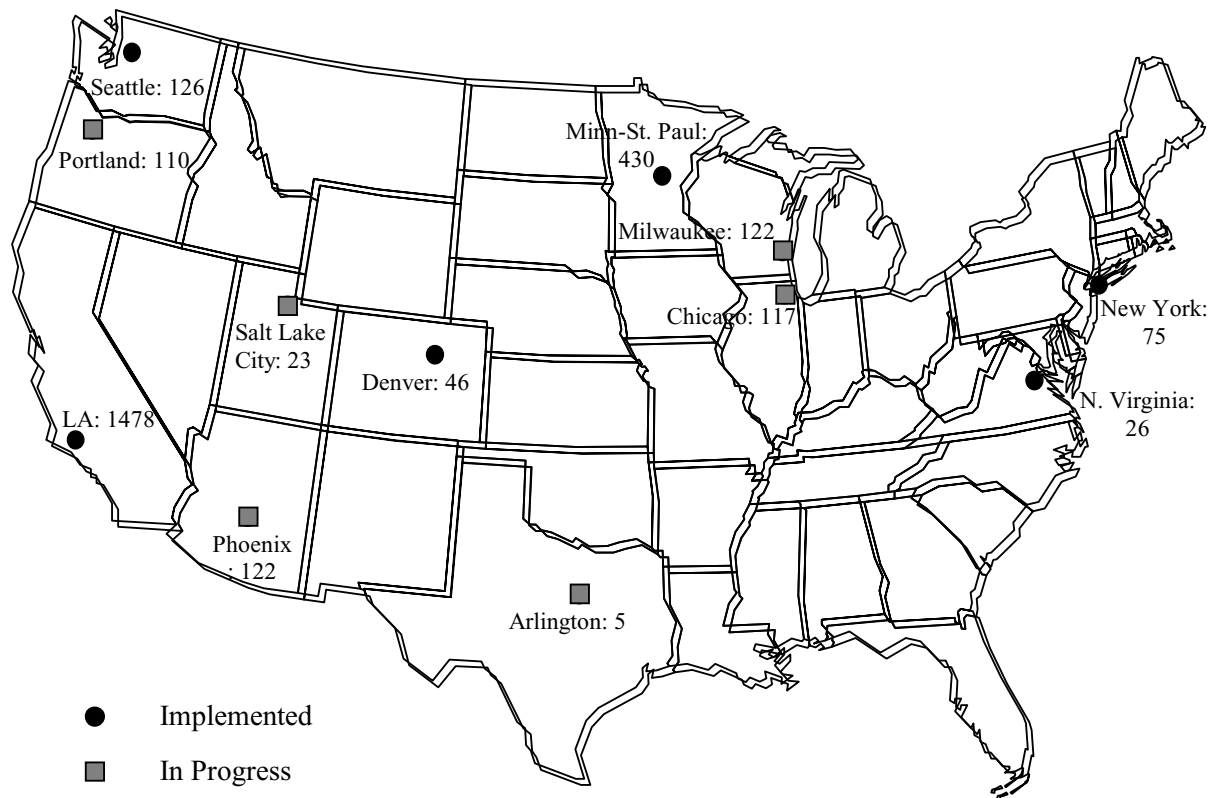 Seattle: 126
Portland: 110
Minn-St. Paul:
430
Milwaukee: 122
Chicago: 117
New York:
75
Salt Lake
City: 23
Denver: 46
N. Virginia:
26
LA: 1478
Phoenix
: 122
Arlington: 5
Implemented
In Progress